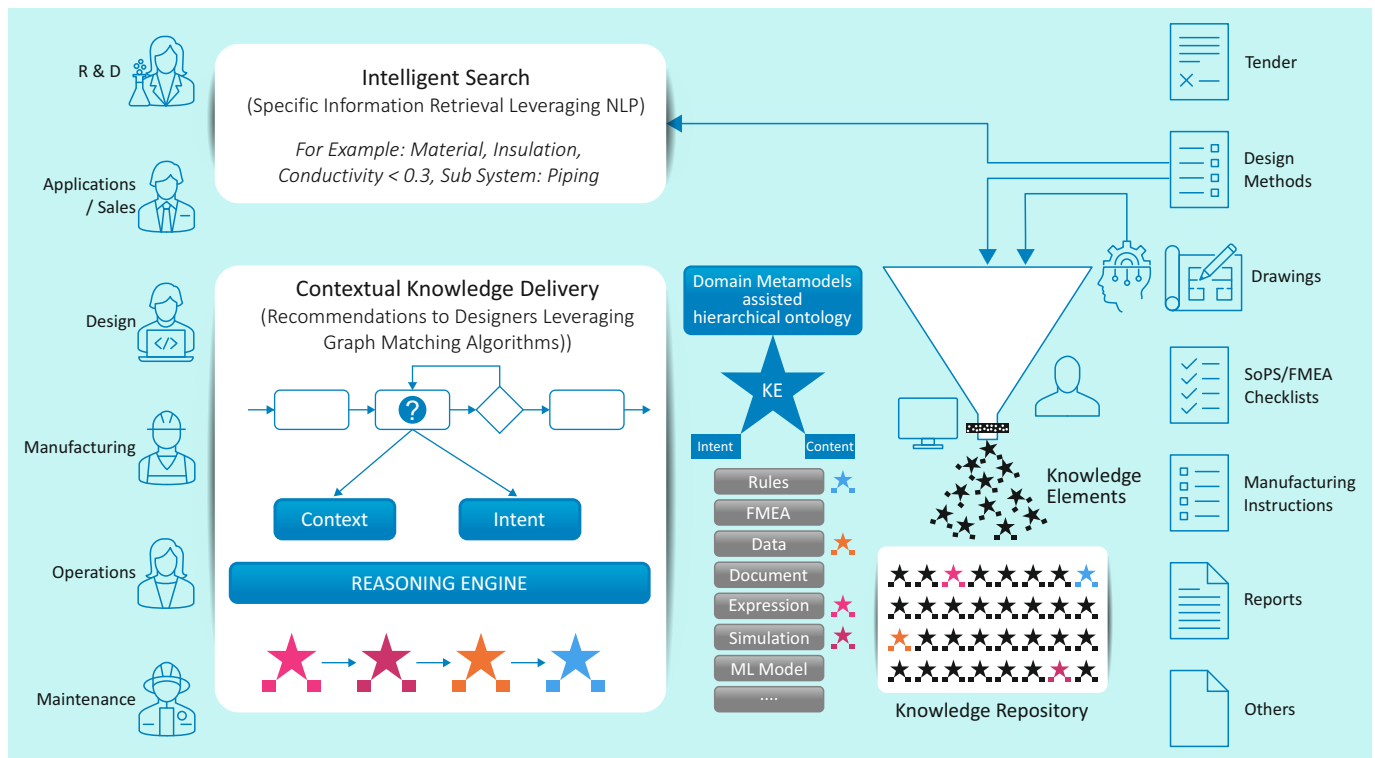 R & D
Applications
/ Sales
Design
Manufacturing
Operations
Maintenance
Intelligent Search
(Specific Information Retrieval Leveraging NLP)
For Example: Material, Insulation,
Conductivity < 0.3, Sub System: Piping
Contextual Knowledge Delivery
(Recommendations to Designers Leveraging
Graph Matching Algorithms))
?
Context
Intent
REASONING ENGINE
Domain Metamodels
assisted
hierarchical ontology
KE
Intent
Content
Rules
FMEA
Data
Document
Expression
Simulation
ML Model
....
</>
Knowledge
Elements
Knowledge Repository
Tender
Design
Methods
Drawings
SoPS/FMEA
Checklists
Manufacturing
Instructions
Reports
Others